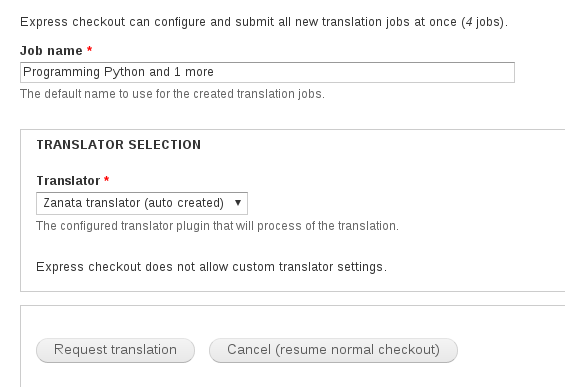 Express checkout can configure and submit all new translation jobs at once (4 jobs).
Job name *
Programming Python and 1 more
The default name to use for the created translation jobs.
TRANSLATOR SELECTION
Translator *
Zanata translator (auto created) ▼
The configured translator plugin that will process of the translation.
Express checkout does not allow custom translator settings.
Request translation Cancel (resume normal checkout)